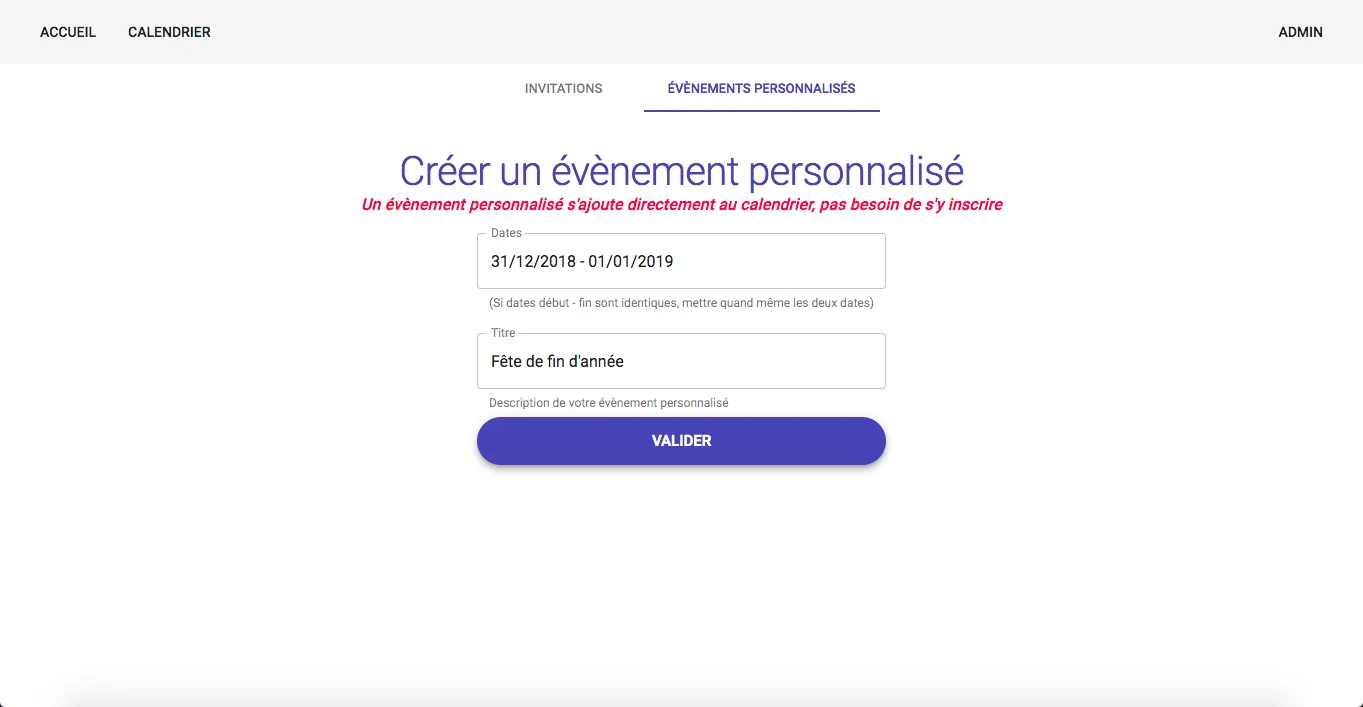 ACCUEIL CALENDRIER ADMIN
INVITATIONS ÉVÈNEMENTS PERSONNALISÉS
Créer un évènement personnalisé
Un évènement personnalisé s'ajoute directement au calendrier, pas besoin de s'y inscrire
Dates
31/12/2018 - 01/01/2019
(Si dates début - fin sont identiques, mettre quand même les deux dates)
Titre
Fête de fin d'année
Description de votre évènement personnalisé
VALIDER